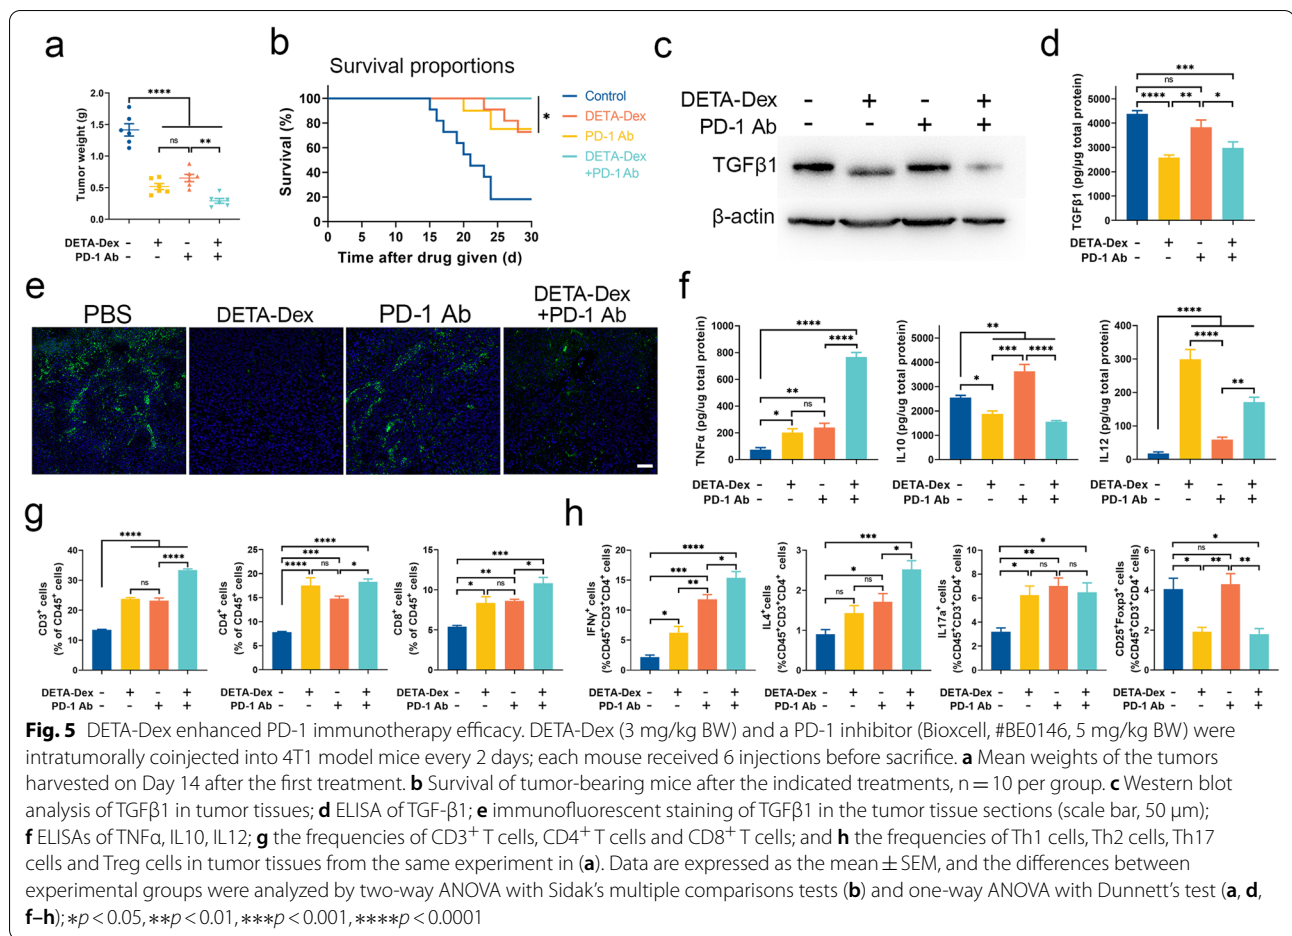 a
Tumor weight (g)
2.0
1.5
1.0
0.5
0.0
****
ns
**
DETA-Dex - + - +
PD-1 Ab - - + +
b
Survival proportions
Survival (%)
100
80
60
40
20
0
0 5 10 15 20 25 30
Time after drug given (d)
*
Control
DETA-Dex
PD-1 Ab
DETA-Dex
+PD-1 Ab
c
DETA-Dex - + - +
PD-1 Ab - - + +
TGFβ1
β-actin
d
TGFβ1 (pg/μg total protein)
5000
4000
3000
2000
1000
0
***
ns
**** ** *
DETA-Dex - + - +
PD-1 Ab - - + +
e
PBS
DETA-Dex
PD-1 Ab
DETA-Dex
+PD-1 Ab
f
TNFα (pg/ug total protein)
1000
800
600
400
200
0
****
****
**
ns
*
DETA-Dex - + - +
PD-1 Ab - - + +
IL10 (pg/ug total protein)
5000
4000
3000
2000
1000
0
**
*** ****
*
DETA-Dex - + - +
PD-1 Ab - - + +
IL12 (pg/ug total protein)
400
300
200
100
0
****
****
**
DETA-Dex - + - +
PD-1 Ab - - + +
g
CD3+ cells
(% of CD45+ cells)
40
30
20
10
0
****
****
ns
DETA-Dex - + - +
PD-1 Ab - - + +
CD4+ cells
(% of CD45+ cells)
25
20
15
10
5
0
****
***
**** ns *
DETA-Dex - + - +
PD-1 Ab - - + +
CD8+ cells
(% of CD45+ cells)
15
10
5
0
***
**
* ns *
DETA-Dex - + - +
PD-1 Ab - - + +
h
IFNγ+ cells
(%CD45+CD3+CD4+ cells)
20
15
10
5
0
****
***
*
**
*
DETA-Dex - + - +
PD-1 Ab - - + +
IL4+cells
(%CD45+CD3+CD4+ cells)
4
3
2
1
0
***
*
*
ns ns
DETA-Dex - + - +
PD-1 Ab - - + +
IL17a+ cells
(%CD45+CD3+CD4+ cells)
15
10
5
0
*
**
* ns ns
DETA-Dex - + - +
PD-1 Ab - - + +
CD25+Foxp3+ cells
(%CD45+CD3+CD4+ cells)
8
6
4
2
0
*
ns
* ** **
DETA-Dex - + - +
PD-1 Ab - - + +
Fig. 5 DETA-Dex enhanced PD-1 immunotherapy efficacy. DETA-Dex (3 mg/kg BW) and a PD-1 inhibitor (Bioxcell, #BE0146, 5 mg/kg BW) were
intratumorally coinjected into 4T1 model mice every 2 days; each mouse received 6 injections before sacrifice. a Mean weights of the tumors
harvested on Day 14 after the first treatment. b Survival of tumor-bearing mice after the indicated treatments, n = 10 per group. c Western blot
analysis of TGFβ1 in tumor tissues; d ELISA of TGF-β1; e immunofluorescent staining of TGFβ1 in the tumor tissue sections (scale bar, 50 μm);
f ELISAs of TNFα, IL10, IL12; g the frequencies of CD3+ T cells, CD4+ T cells and CD8+ T cells; and h the frequencies of Th1 cells, Th2 cells, Th17
cells and Treg cells in tumor tissues from the same experiment in (a). Data are expressed as the mean ± SEM, and the differences between
experimental groups were analyzed by two-way ANOVA with Sidak's multiple comparisons tests (b) and one-way ANOVA with Dunnett's test (a, d,
f–h); *p < 0.05, **p < 0.01, ***p < 0.001, ****p < 0.0001